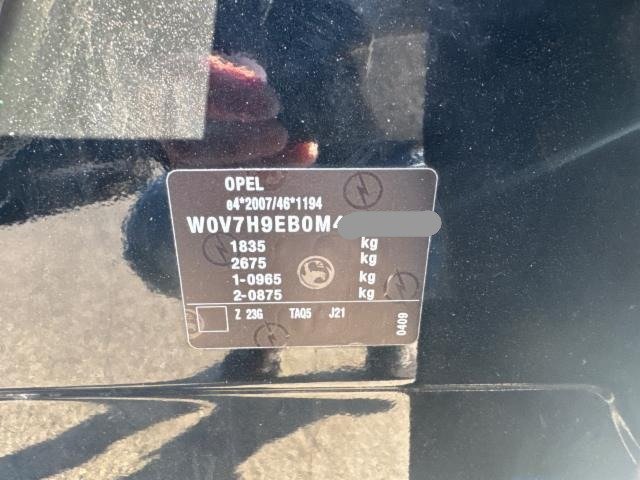 OPEL
e4*2007/46*1194
W0V7H9EB0M4
1835 kg
2675 kg
1-0965 kg
2-0875 kg
Z 23G TAQ5 J21
0409